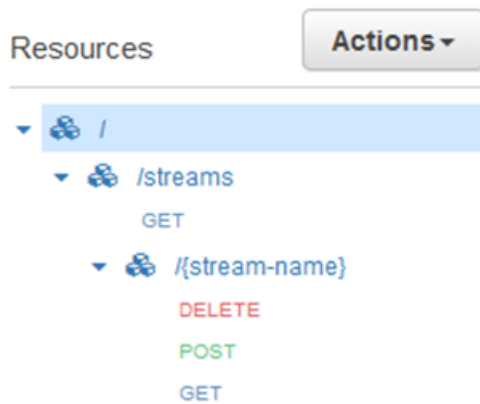 Resources
Actions
/
/streams
GET
/{stream-name}
DELETE
POST
GET